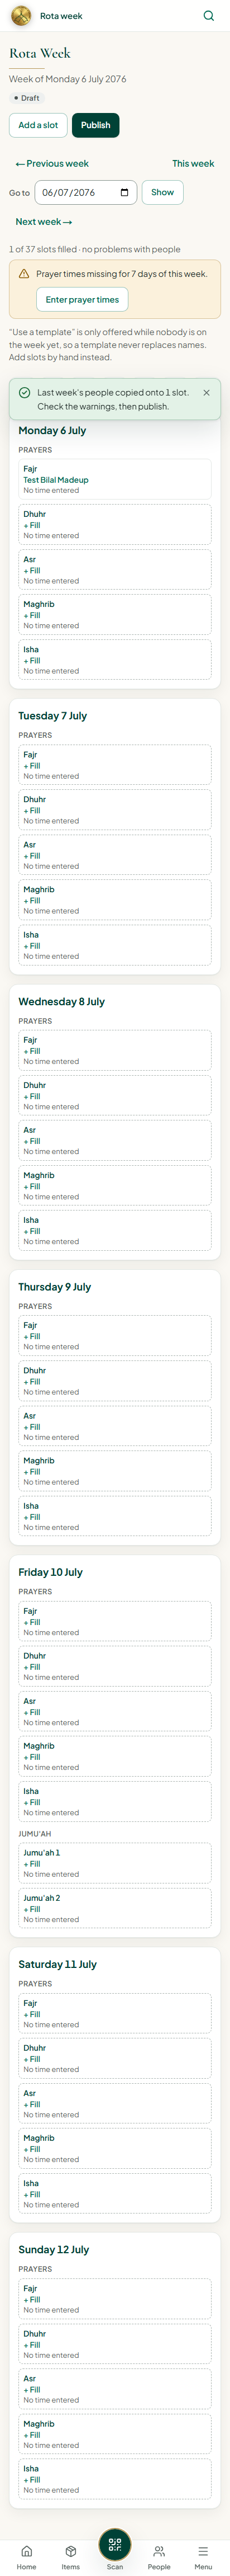 Rota week
Rota Week
Week of Monday 6 July 2076
Draft
Add a slot
Publish
← Previous week
This week
Go to
06/07/2076
Show
Next week →
1 of 37 slots filled · no problems with people
Prayer times missing for 7 days of this week.
Enter prayer times
"Use a template" is only offered while nobody is on
the week yet, so a template never replaces names.
Add slots by hand instead.
Last week's people copied onto 1 slot.
Check the warnings, then publish.
Monday 6 July
PRAYERS
Fajr
Test Bilal Madeup
No time entered
Dhuhr
+ Fill
No time entered
Asr
+ Fill
No time entered
Maghrib
+ Fill
No time entered
Isha
+ Fill
No time entered
Tuesday 7 July
PRAYERS
Fajr
+ Fill
No time entered
Dhuhr
+ Fill
No time entered
Asr
+ Fill
No time entered
Maghrib
+ Fill
No time entered
Isha
+ Fill
No time entered
Wednesday 8 July
PRAYERS
Fajr
+ Fill
No time entered
Dhuhr
+ Fill
No time entered
Asr
+ Fill
No time entered
Maghrib
+ Fill
No time entered
Isha
+ Fill
No time entered
Thursday 9 July
PRAYERS
Fajr
+ Fill
No time entered
Dhuhr
+ Fill
No time entered
Asr
+ Fill
No time entered
Maghrib
+ Fill
No time entered
Isha
+ Fill
No time entered
Friday 10 July
PRAYERS
Fajr
+ Fill
No time entered
Dhuhr
+ Fill
No time entered
Asr
+ Fill
No time entered
Maghrib
+ Fill
No time entered
Isha
+ Fill
No time entered
JUMU'AH
Jumu'ah 1
+ Fill
No time entered
Jumu'ah 2
+ Fill
No time entered
Saturday 11 July
PRAYERS
Fajr
+ Fill
No time entered
Dhuhr
+ Fill
No time entered
Asr
+ Fill
No time entered
Maghrib
+ Fill
No time entered
Isha
+ Fill
No time entered
Sunday 12 July
PRAYERS
Fajr
+ Fill
No time entered
Dhuhr
+ Fill
No time entered
Asr
+ Fill
No time entered
Maghrib
+ Fill
No time entered
Isha
+ Fill
No time entered
Home
Items
Scan
People
Menu